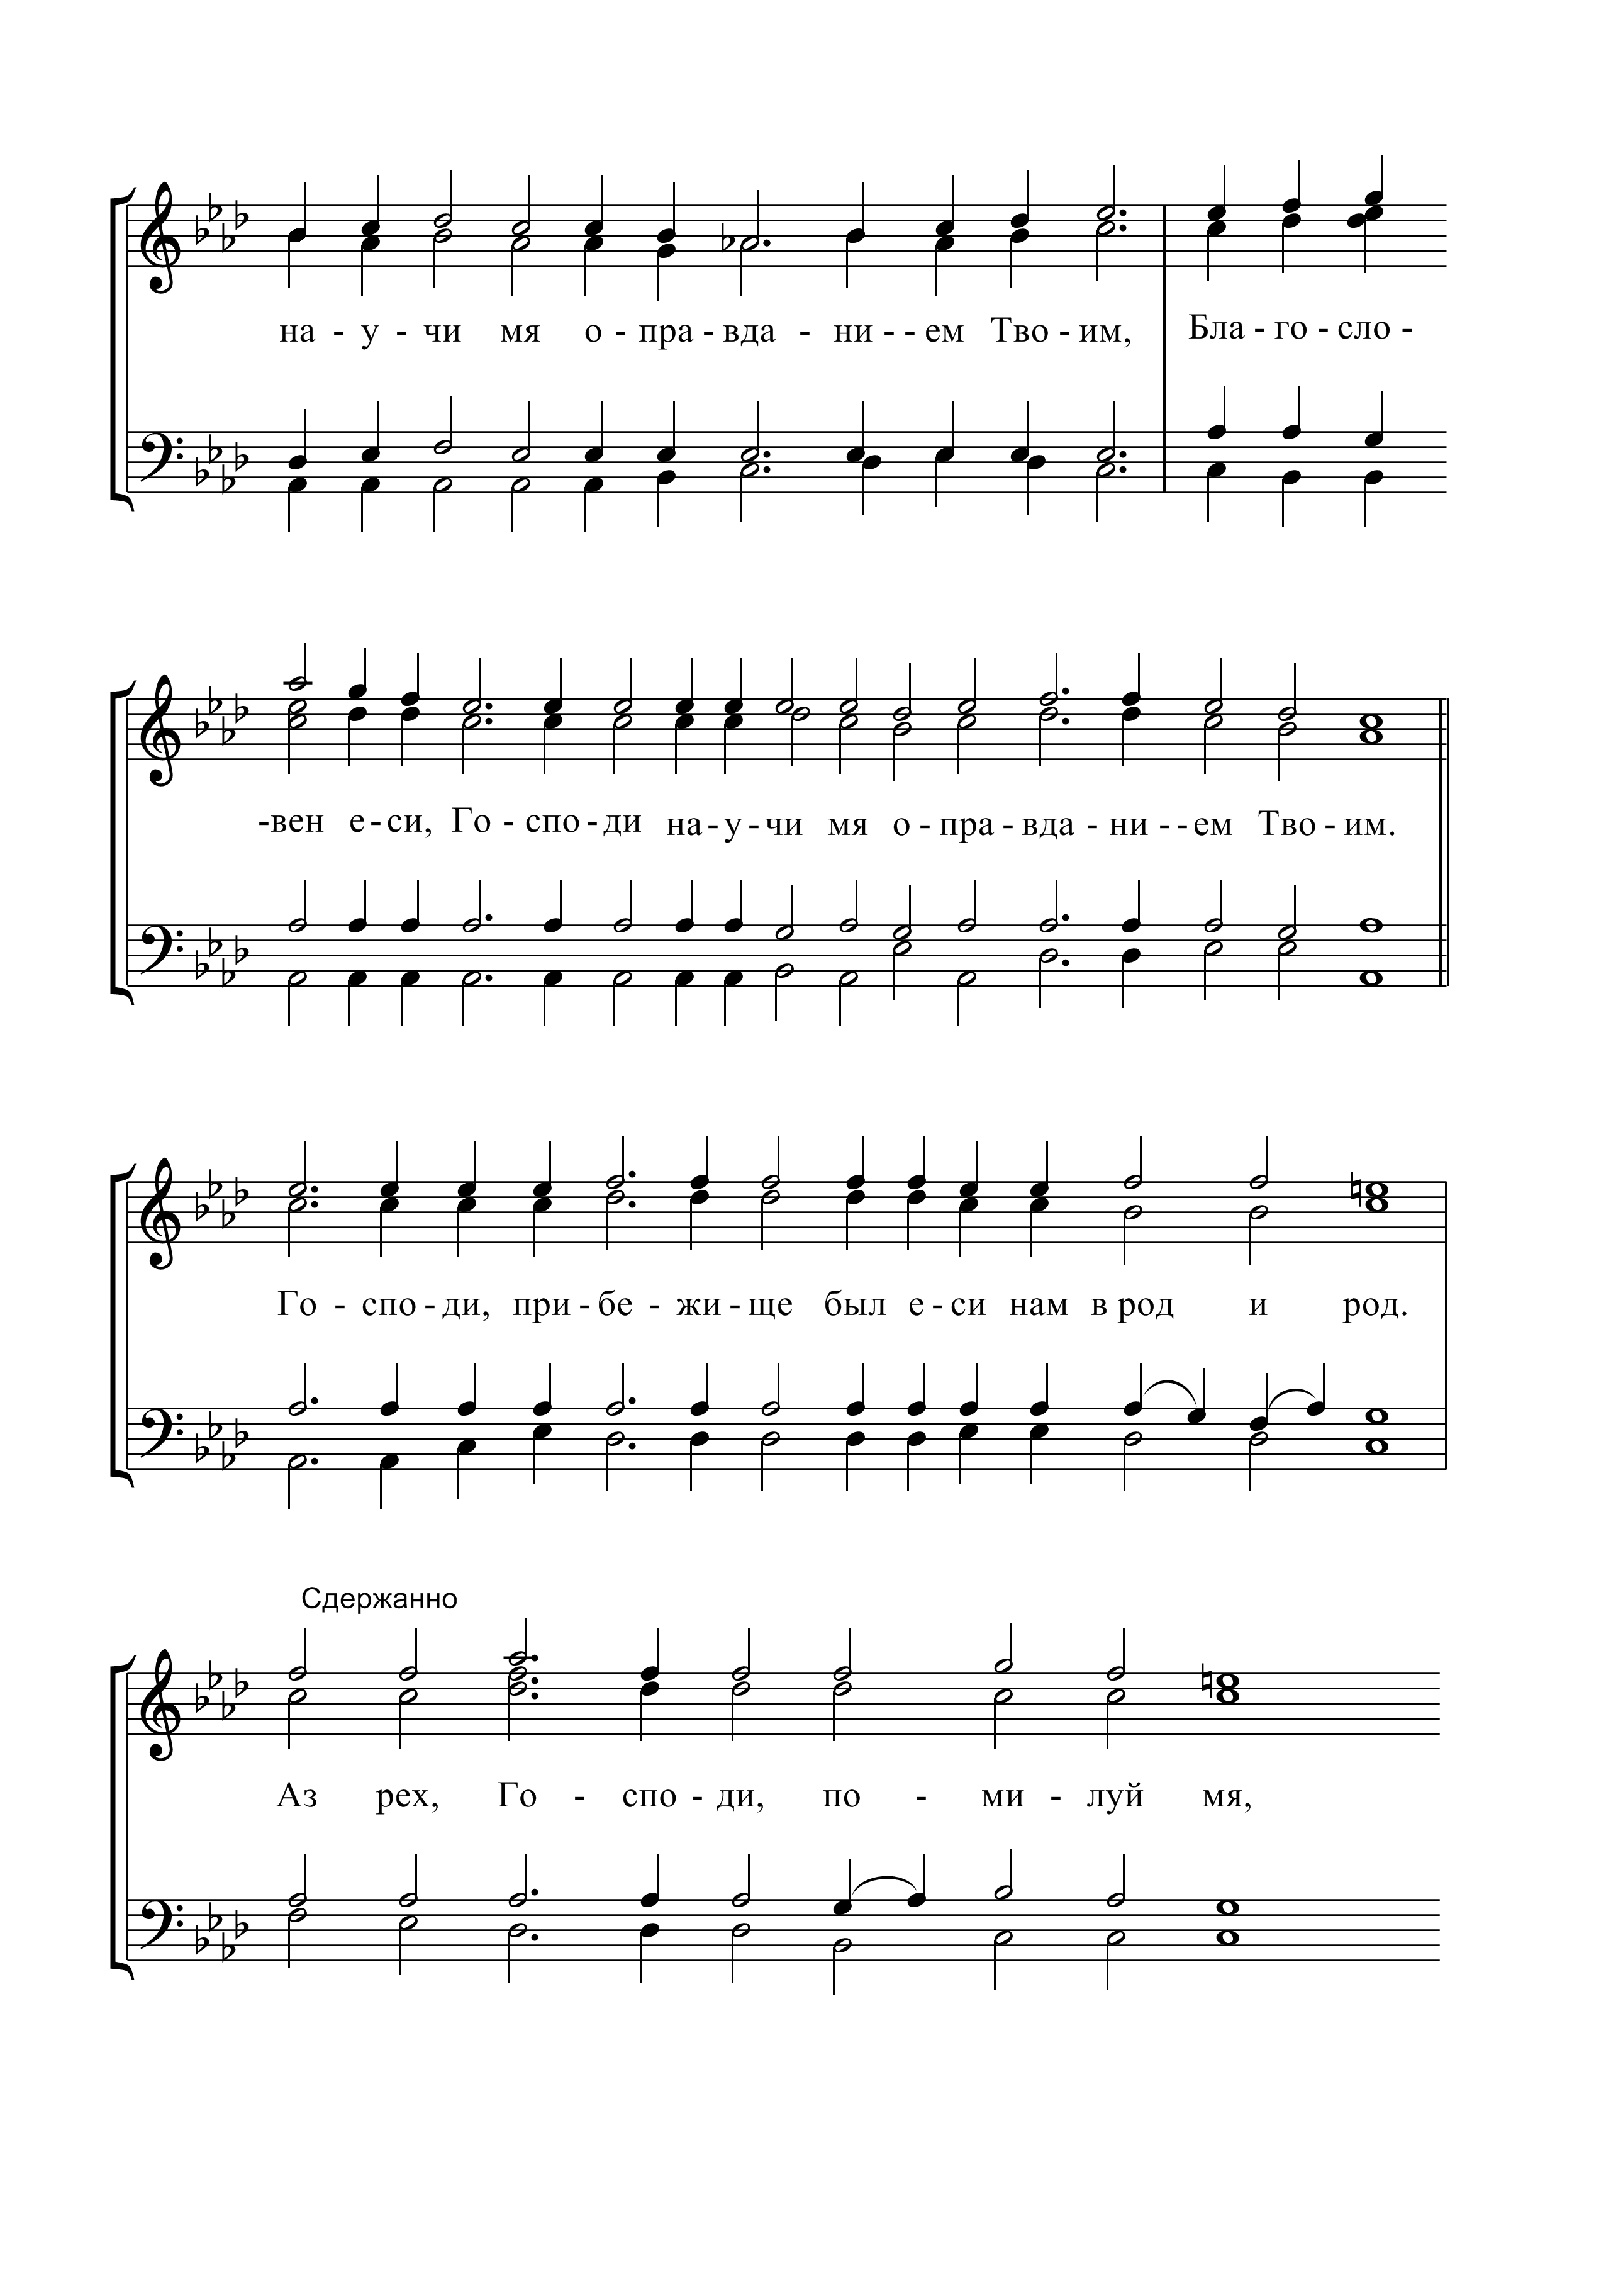 на - у - чи мя о - пра - вда - ни - - ем Тво - им, Бла - го - сло -
-вен е - си, Го - спо - ди на - у - чи мя о - пра - вда - ни - - ем Тво - им.
Го - спо - ди, при - бе - жи - ще был е - си нам в род и род.
Сдержанно
Аз рех, Го - спо - ди, по - ми - луй мя,